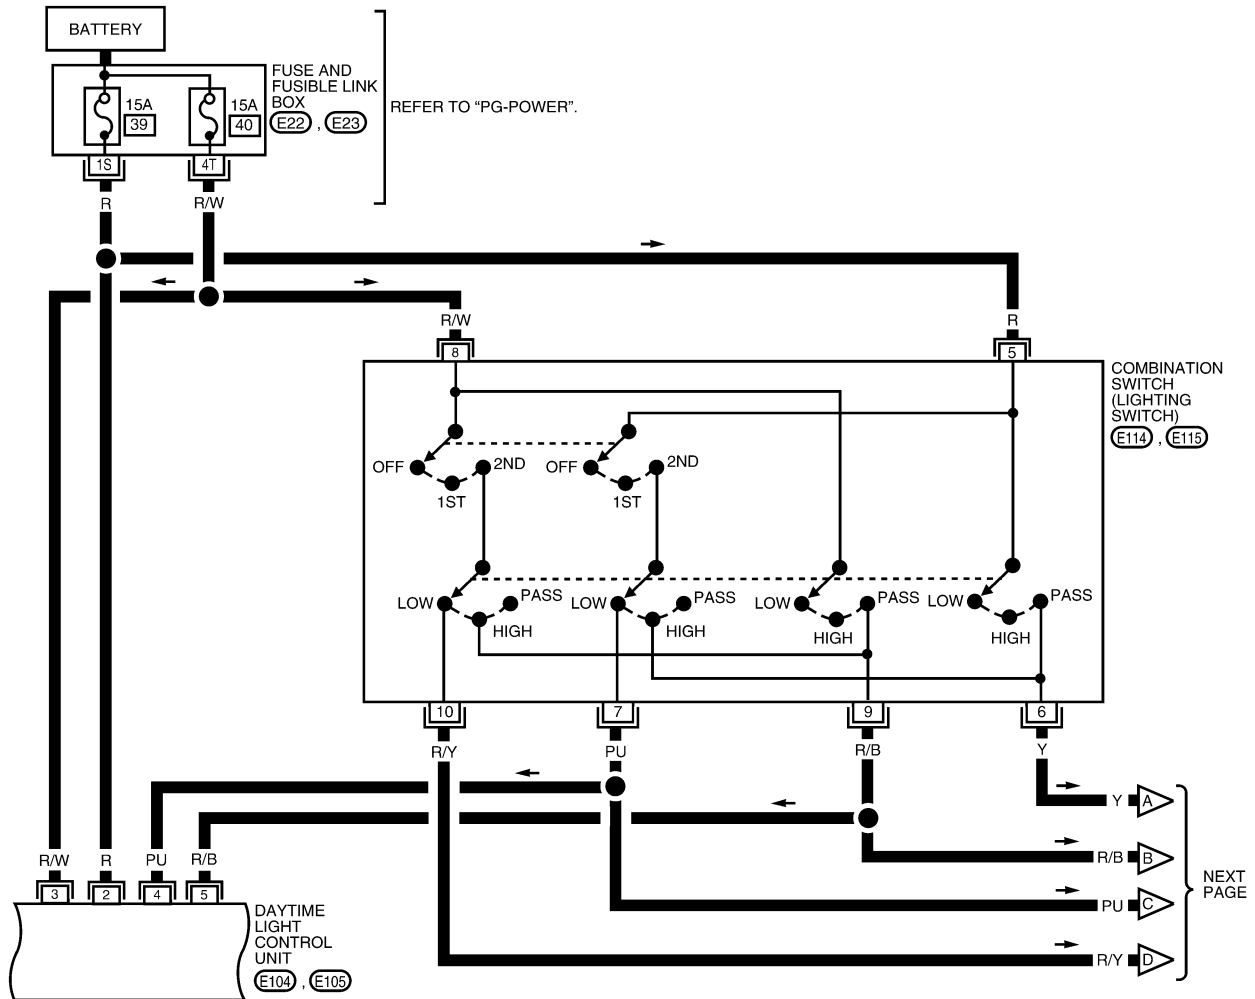 BATTERY
FUSE AND
FUSIBLE LINK
BOX
E22 , E23
15A
39
15A
40
REFER TO “PG-POWER”.
1S
4T
R
R/W
R/W
R
8
5
COMBINATION
SWITCH
(LIGHTING
SWITCH)
E114 , E115
OFF
1ST
2ND
OFF
1ST
2ND
LOW
HIGH
PASS
LOW
HIGH
PASS
LOW
HIGH
PASS
LOW
HIGH
PASS
10
7
9
6
R/Y
PU
R/B
Y
Y
A
R/B
B
PU
C
R/Y
D
NEXT
PAGE
R/W
R
PU
R/B
3
2
4
5
DAYTIME
LIGHT
CONTROL
UNIT
E104 , E105